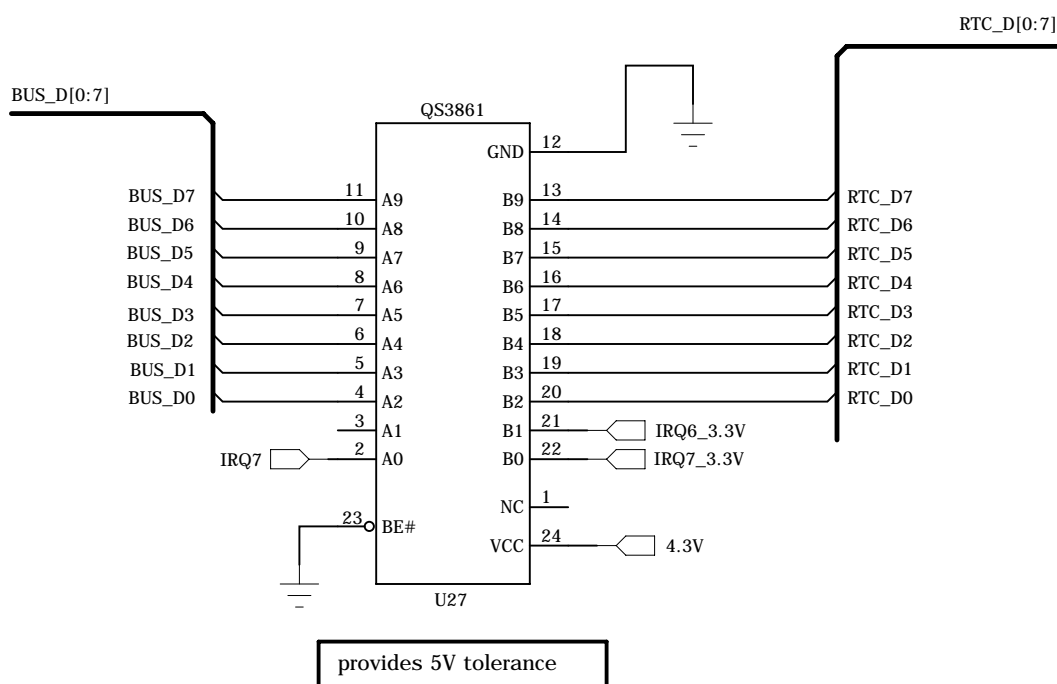 RTC_D[0:7]
BUS_D[0:7]
QS3861
GND 12
BUS_D7 11 A9 B9 13 RTC_D7
BUS_D6 10 A8 B8 14 RTC_D6
BUS_D5 9 A7 B7 15 RTC_D5
BUS_D4 8 A6 B6 16 RTC_D4
BUS_D3 7 A5 B5 17 RTC_D3
BUS_D2 6 A4 B4 18 RTC_D2
BUS_D1 5 A3 B3 19 RTC_D1
BUS_D0 4 A2 B2 20 RTC_D0
3 A1 B1 21 IRQ6_3.3V
IRQ7 2 A0 B0 22 IRQ7_3.3V
NC 1
23 BE#
VCC 24 4.3V
U27
provides 5V tolerance